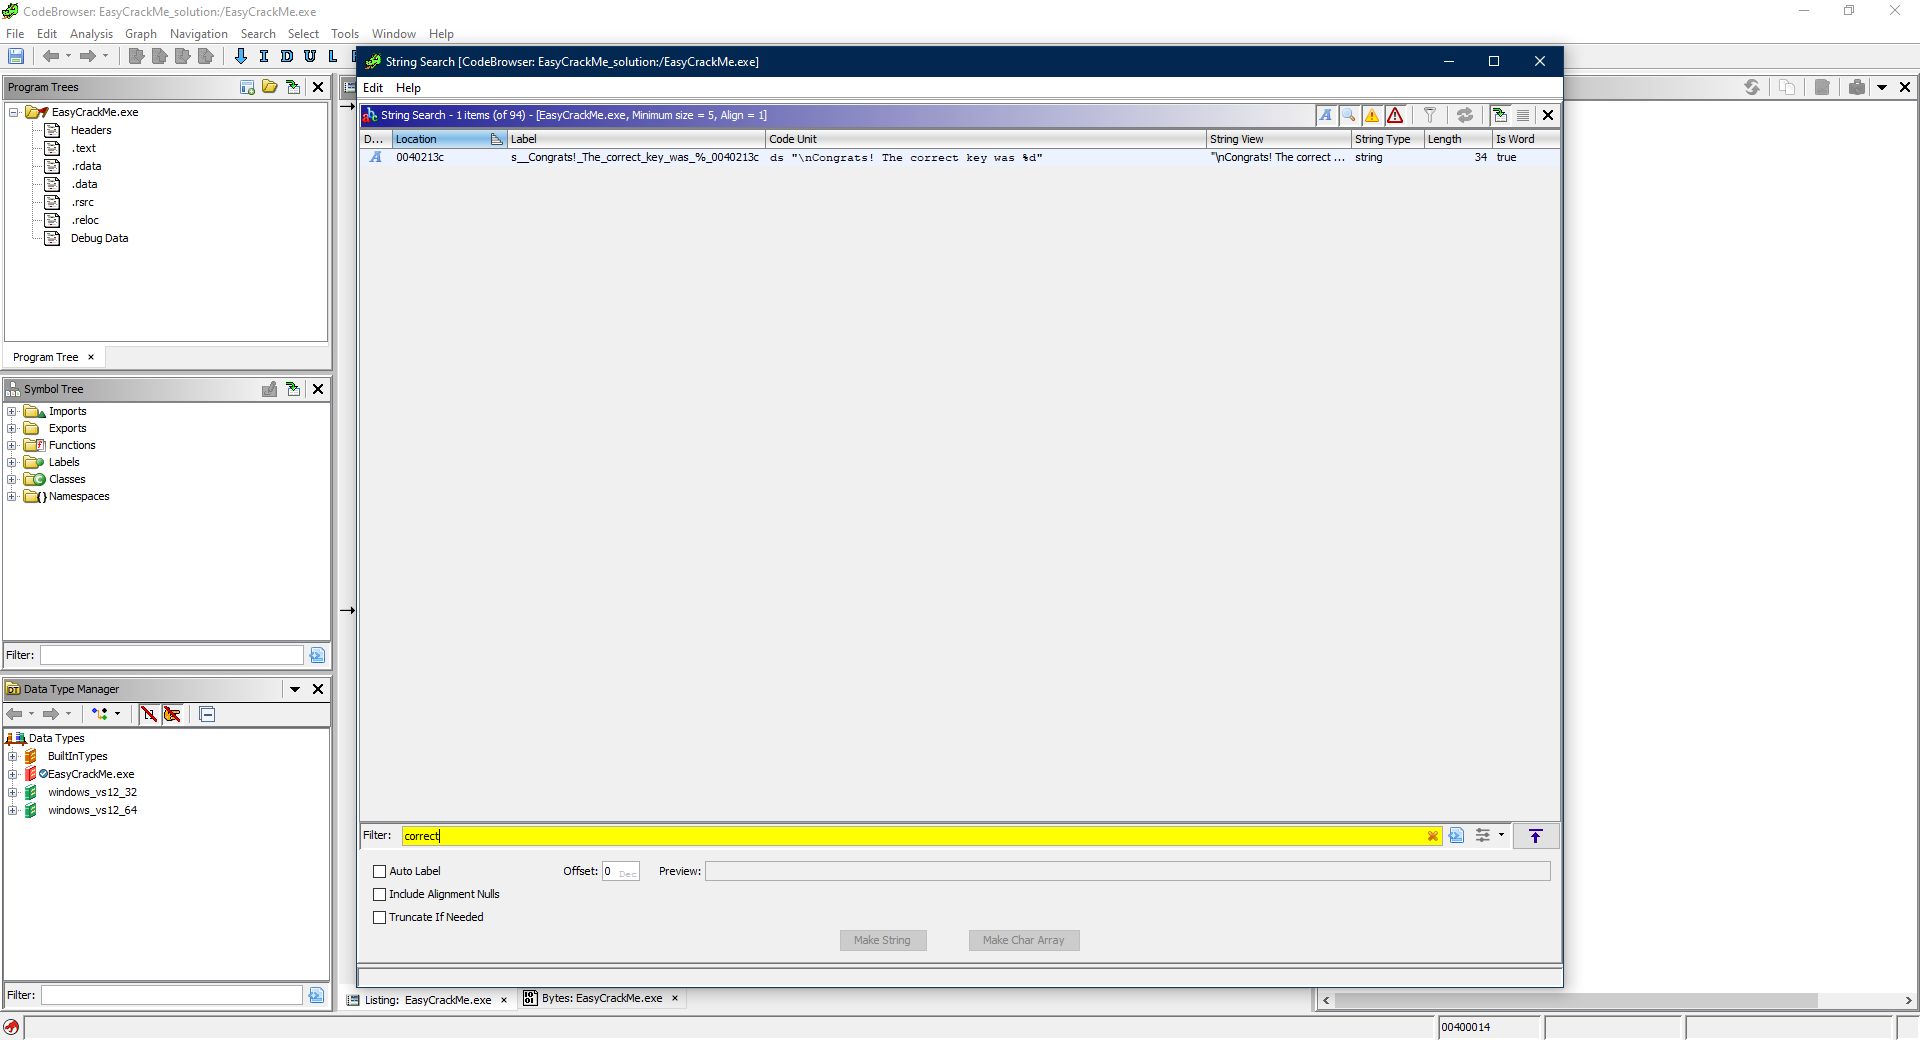 CodeBrowser: EasyCrackMe_solution:/EasyCrackMe.exe
File Edit Analysis Graph Navigation Search Select Tools Window Help
I D U L
Program Trees
EasyCrackMe.exe
Headers
.text
.rdata
.data
.rsrc
.reloc
Debug Data
Program Tree ×
Symbol Tree
Imports
Exports
Functions
Labels
Classes
Namespaces
Filter:
Data Type Manager
Data Types
BuiltInTypes
EasyCrackMe.exe
windows_vs12_32
windows_vs12_64
Filter:
String Search [CodeBrowser: EasyCrackMe_solution:/EasyCrackMe.exe]
Edit Help
String Search - 1 items (of 94) - [EasyCrackMe.exe, Minimum size = 5, Align = 1]
D... Location Label Code Unit String View String Type Length Is Word
A 0040213c s__Congrats!_The_correct_key_was_%_0040213c ds "\nCongrats! The correct key was %d" "\nCongrats! The correct ... string 34 true
Filter: correct
Auto Label Offset: 0 Dec Preview:
Include Alignment Nulls
Truncate If Needed
Make String Make Char Array
Listing: EasyCrackMe.exe × Bytes: EasyCrackMe.exe ×
00400014